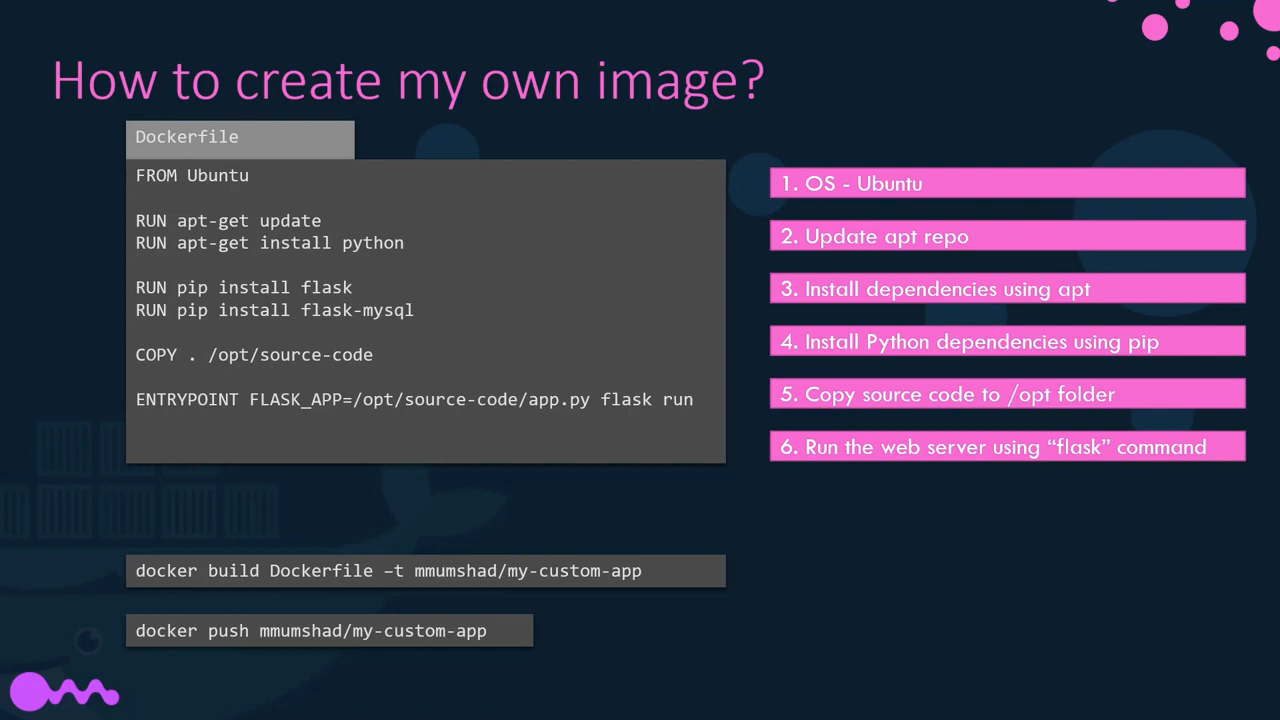 How to create my own image?
Dockerfile
FROM Ubuntu
RUN apt-get update
RUN apt-get install python
RUN pip install flask
RUN pip install flask-mysql
COPY . /opt/source-code
ENTRYPOINT FLASK_APP=/opt/source-code/app.py flask run
1. OS - Ubuntu
2. Update apt repo
3. Install dependencies using apt
4. Install Python dependencies using pip
5. Copy source code to /opt folder
6. Run the web server using “flask” command
docker build Dockerfile –t mmumshad/my-custom-app
docker push mmumshad/my-custom-app